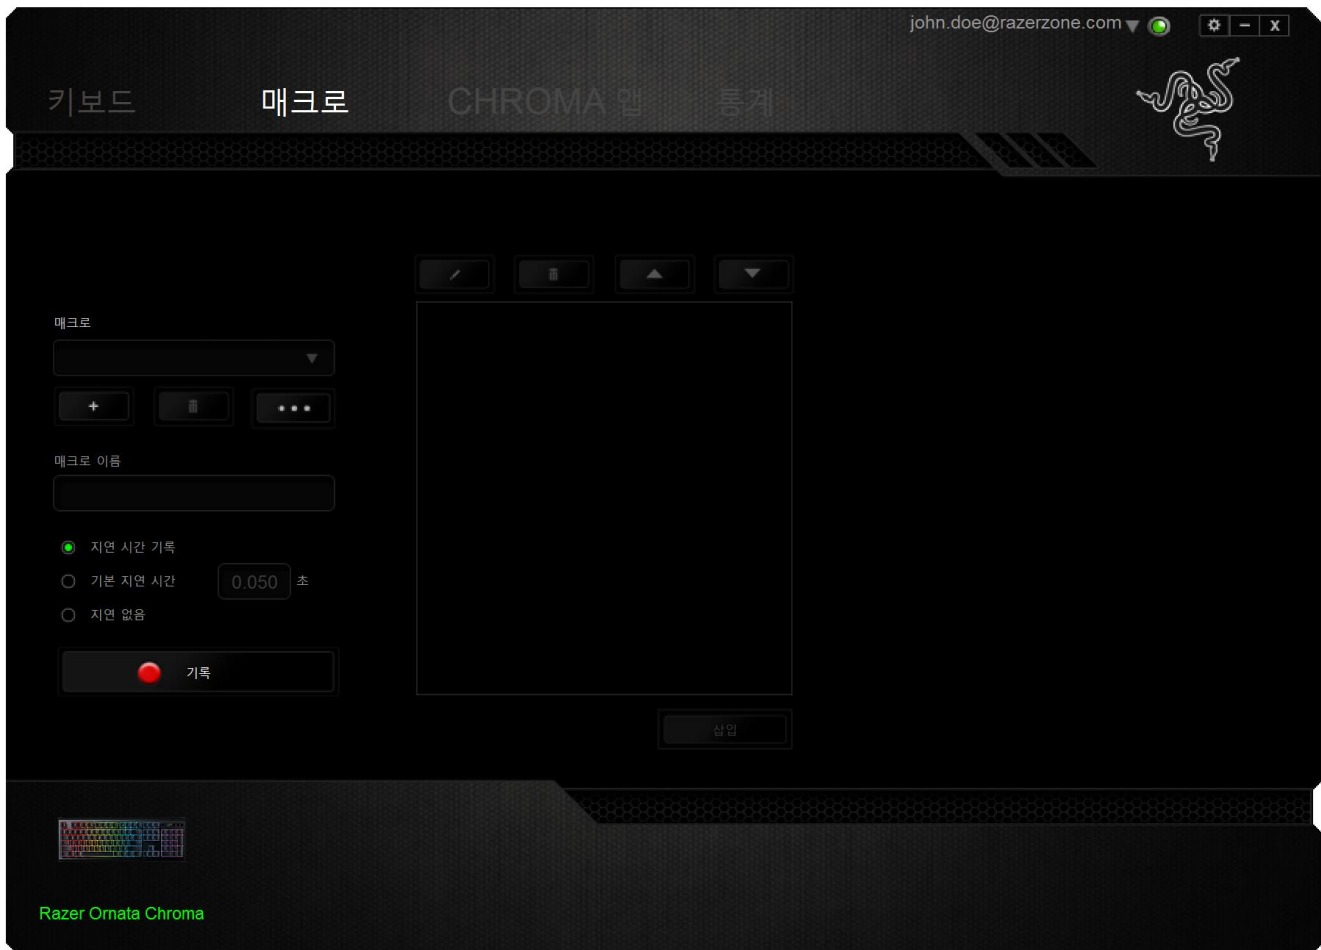 john.doe@razerzone.com
키보드 매크로 CHROMA 앱 통계
매크로
매크로 이름
지연 시간 기록
기본 지연 시간 0.050 초
지연 없음
기록
삽입
Razer Ornata Chroma